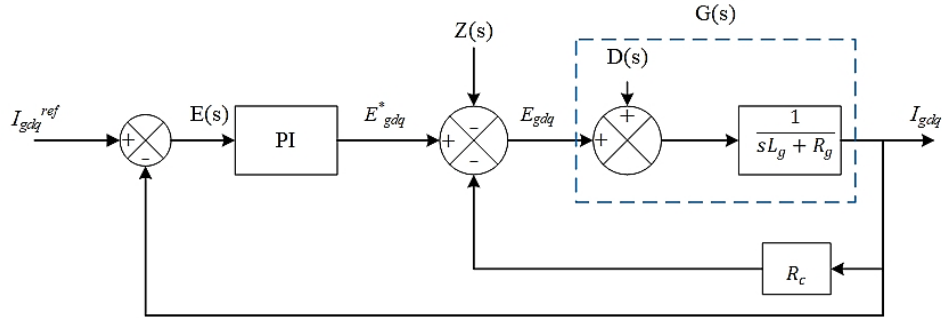 G(s)
Z(s)
D(s)
I_gdq^ref
E(s)
E^*_gdq
E_gdq
I_gdq
+
-
PI
+
-
-
+
+
1
sL_g + R_g
R_c